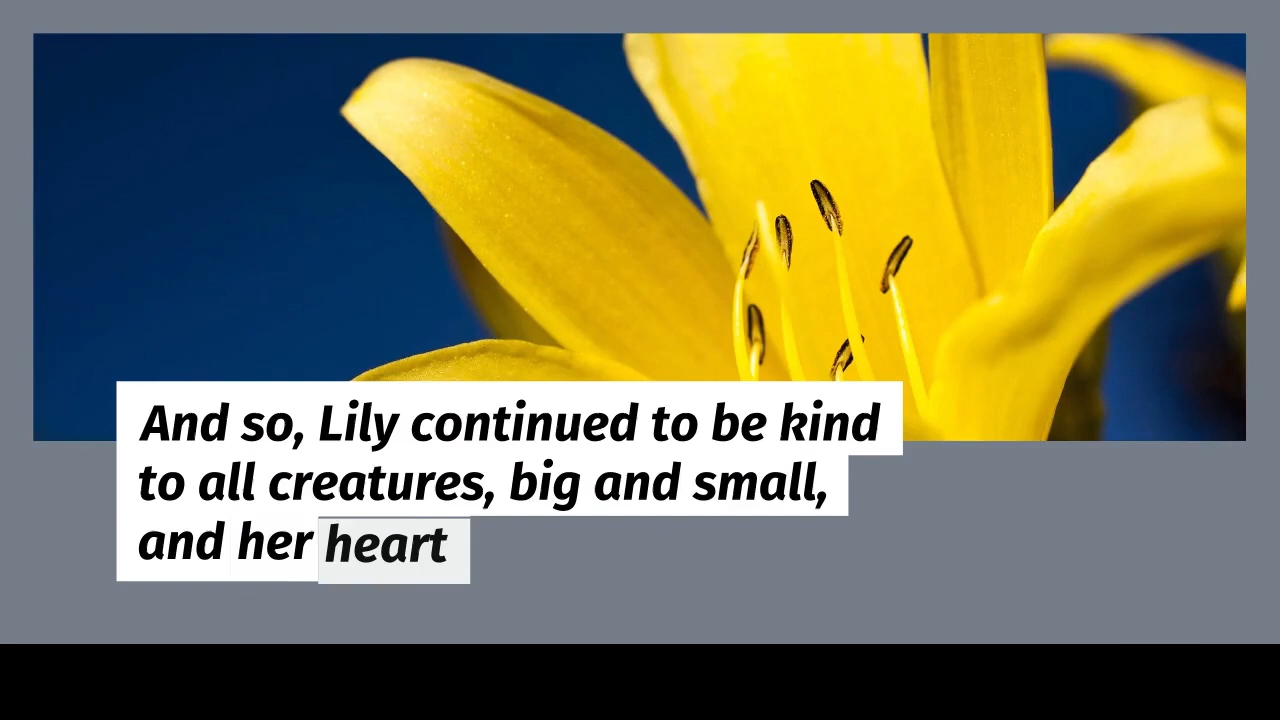 And so, Lily continued to be kind
to all creatures, big and small,
and her heart